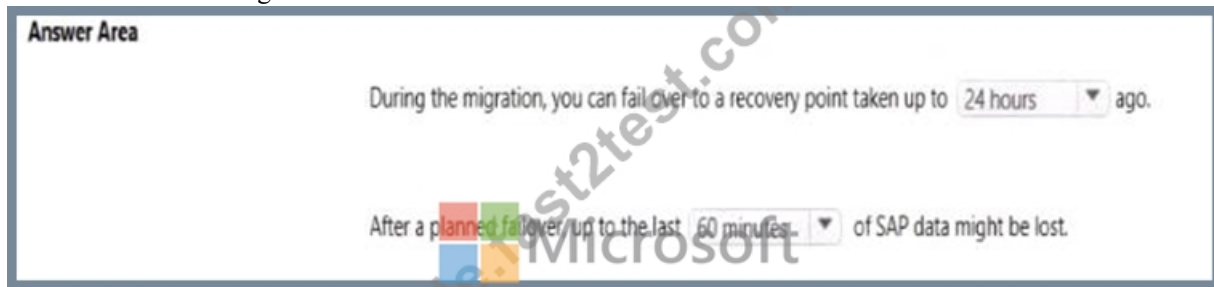 Answer Area
During the migration, you can fail over to a recovery point taken up to 24 hours ago.
After a planned failover, up to the last 60 minutes of SAP data might be lost.
Microsoft